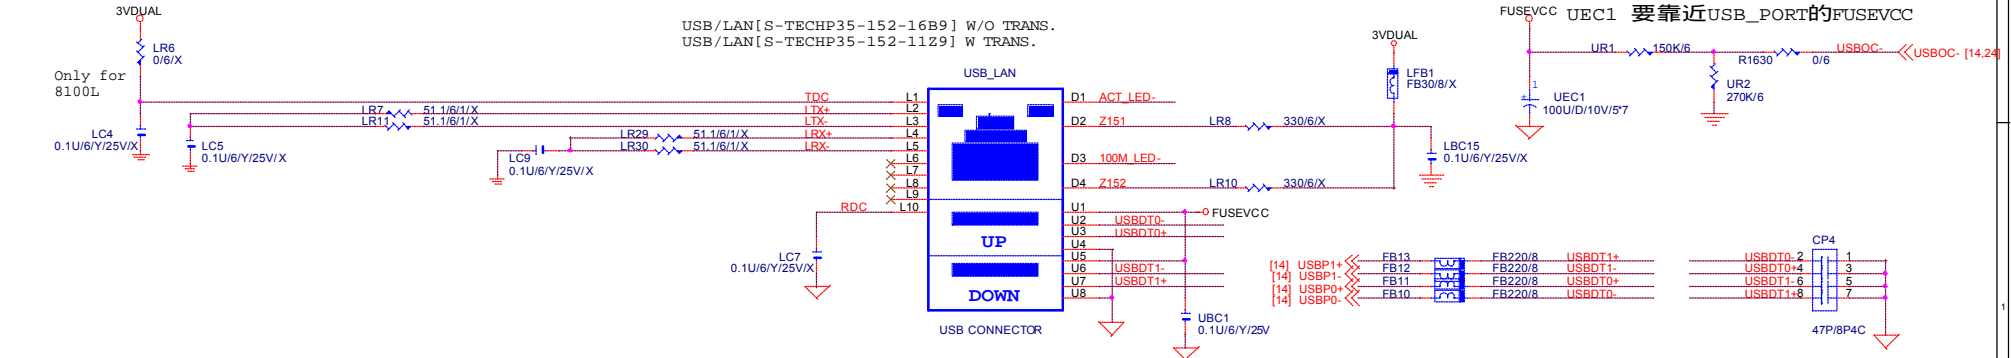 3VDUAL
LR6
0/6/X
Only for
8100L
LC4
0.1U/6/Y/25V/X
LC5
0.1U/6/Y/25V/X
LR7 51.1/6/1/X
LR11 51.1/6/1/X
LC9
0.1U/6/Y/25V/X
LR29 51.1/6/1/X
LR30 51.1/6/1/X
USB/LAN[S-TECHP35-152-16B9] W/O TRANS.
USB/LAN[S-TECHP35-152-11Z9] W TRANS.
USB_LAN
TDC L1
LTX+ L2
LTX- L3
LRX+ L4
LRX- L5
L6
L7
L8
L9
RDC L10
LC7
0.1U/6/Y/25V/X
UP
DOWN
USB CONNECTOR
D1 ACT_LED-
D2 Z151
D3 100M_LED-
D4 Z152
U1 FUSEVCC
U2 USBDT0-
U3 USBDT0+
U4
U5
U6 USBDT1-
U7 USBDT1+
U8
UBC1
0.1U/6/Y/25V
LR8 330/6/X
LR10 330/6/X
3VDUAL
LFB1
FB30/8/X
LBC15
0.1U/6/Y/25V/X
FUSEVCC
UEC1 要靠近USB_PORT的FUSEVCC
UR1 150K/6
R1630 0/6
USBOC- USBOC- [14,24]
1
+
UEC1
100U/D/10V/5*7
UR2
270K/6
[14] USBP1+ FB13 FB220/8 USBDT1+
[14] USBP1- FB12 FB220/8 USBDT1-
[14] USBP0+ FB11 FB220/8 USBDT0+
[14] USBP0- FB10 FB220/8 USBDT0-
CP4
USBDT0- 2 1
USBDT0+ 4 3
USBDT1- 6 5
USBDT1+ 8 7
47P/8P4C
1